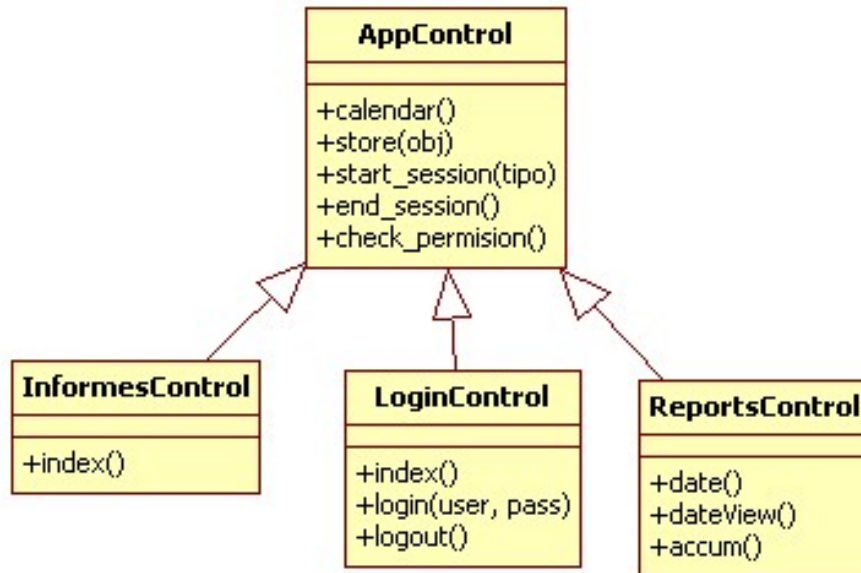 AppControl
+calendar()
+store(obj)
+start_session(tipo)
+end_session()
+check_permision()
InformesControl
+index()
LoginControl
+index()
+login(user, pass)
+logout()
ReportsControl
+date()
+dateView()
+accum()